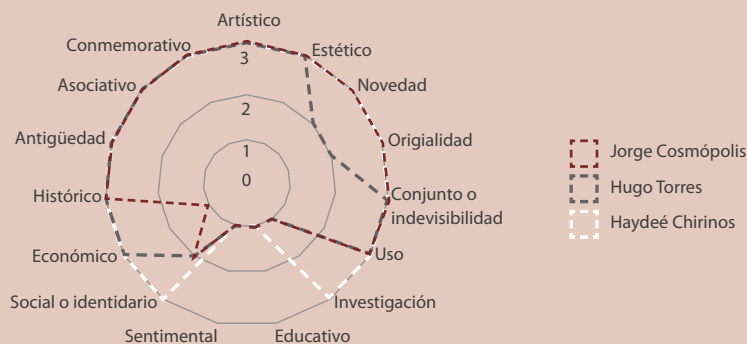 Artístico
Conmemorativo
Estético
3
Asociativo
Novedad
2
Antigüedad
Origialidad
1
0
Histórico
Conjunto o
indevisibilidad
Económico
Uso
Social o identidario
Investigación
Sentimental
Educativo
Jorge Cosmópolis
Hugo Torres
Haydeé Chirinos